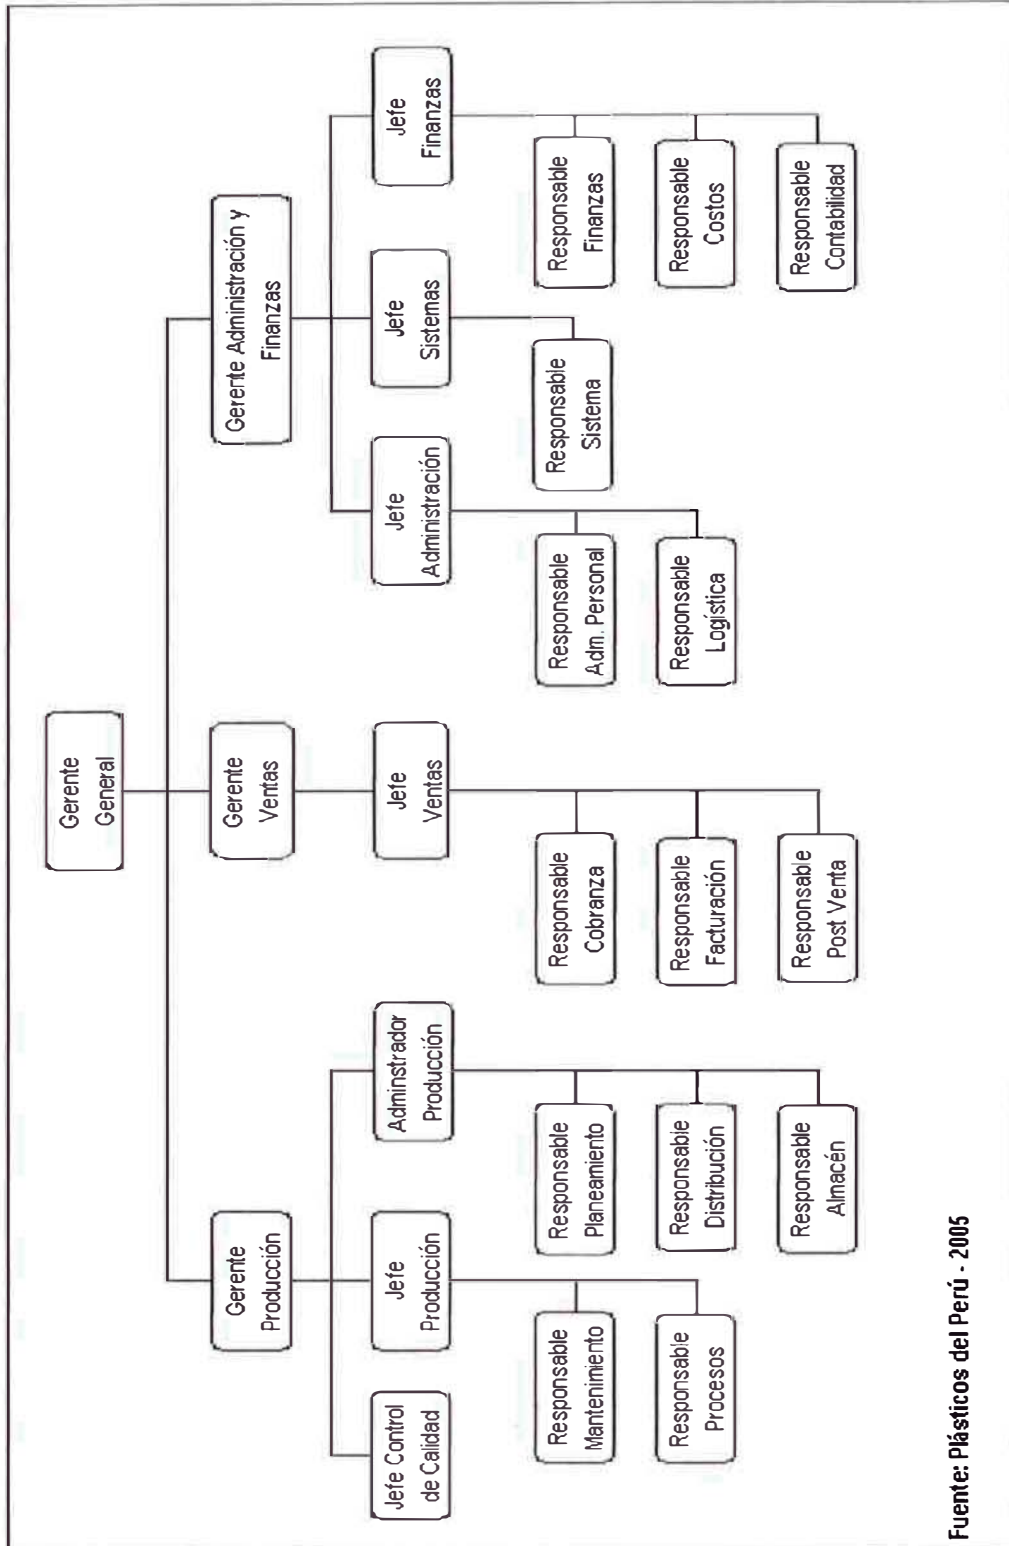 Gerente
General
Gerente
Producción
Gerente
Ventas
Gerente Administración y
Finanzas
Jefe Control
de Calidad
Jefe
Producción
Adminstrador
Producción
Jefe
Ventas
Jefe
Administración
Jefe
Sistemas
Jefe
Finanzas
Responsable
Mantenimiento
Responsable
Planeamiento
Responsable
Cobranza
Responsable
Adm. Personal
Responsable
Sistema
Responsable
Finanzas
Responsable
Procesos
Responsable
Distribución
Responsable
Facturación
Responsable
Logística
Responsable
Costos
Responsable
Almacén
Responsable
Post Venta
Responsable
Contabilidad
Fuente: Plásticos del Perú - 2005